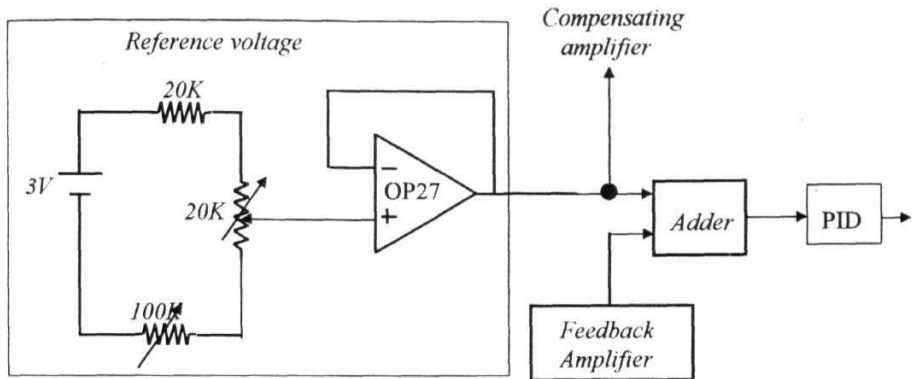 Reference voltage
Compensating
amplifier
20K
3V
20K
100K
−
OP27
+
Adder
PID
Feedback
Amplifier